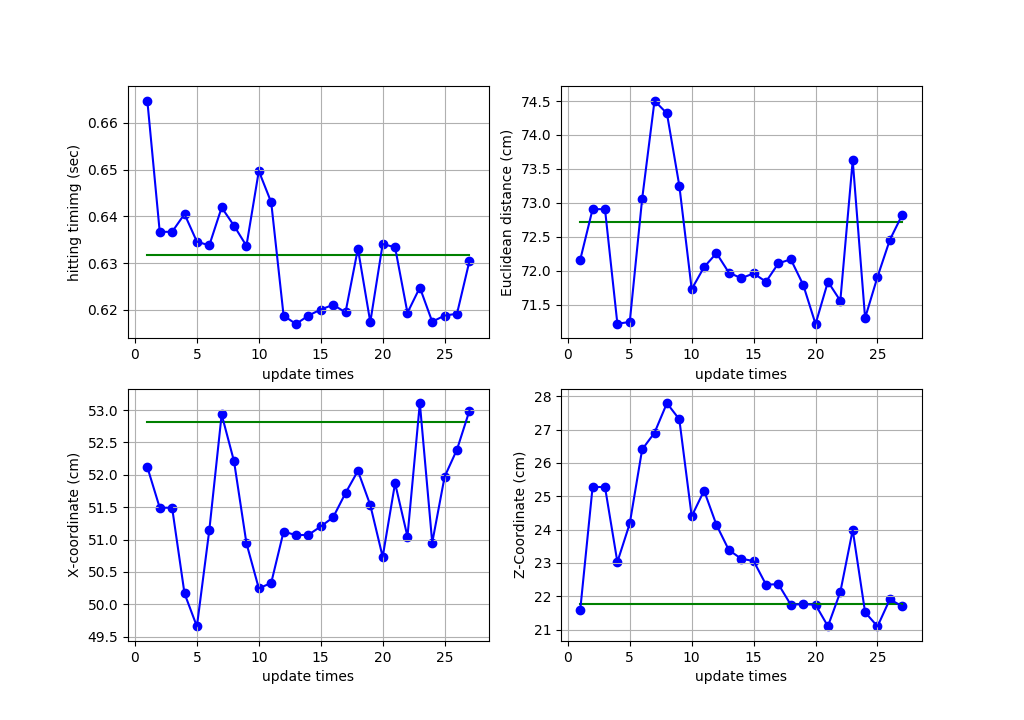 hitting timimg (sec)
0.66
0.65
0.64
0.63
0.62
0 5 10 15 20 25
update times
Euclidean distance (cm)
74.5
74.0
73.5
73.0
72.5
72.0
71.5
0 5 10 15 20 25
update times
X-coordinate (cm)
53.0
52.5
52.0
51.5
51.0
50.5
50.0
49.5
0 5 10 15 20 25
update times
Z-Coordinate (cm)
28
27
26
25
24
23
22
21
0 5 10 15 20 25
update times